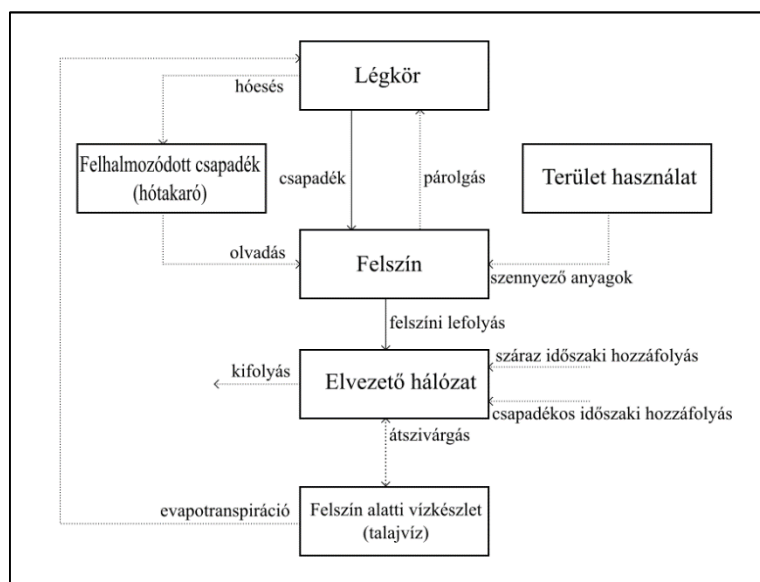 Légkör
hóesés
Felhalmozódott csapadék
(hótakaró)
csapadék
párolgás
Terület használat
olvadás
Felszín
szennyező anyagok
felszíni lefolyás
száraz időszaki hozzáfolyás
kifolyás
Elvezető hálózat
csapadékos időszaki hozzáfolyás
átszivárgás
evapotranspiráció
Felszín alatti vízkészlet
(talajvíz)